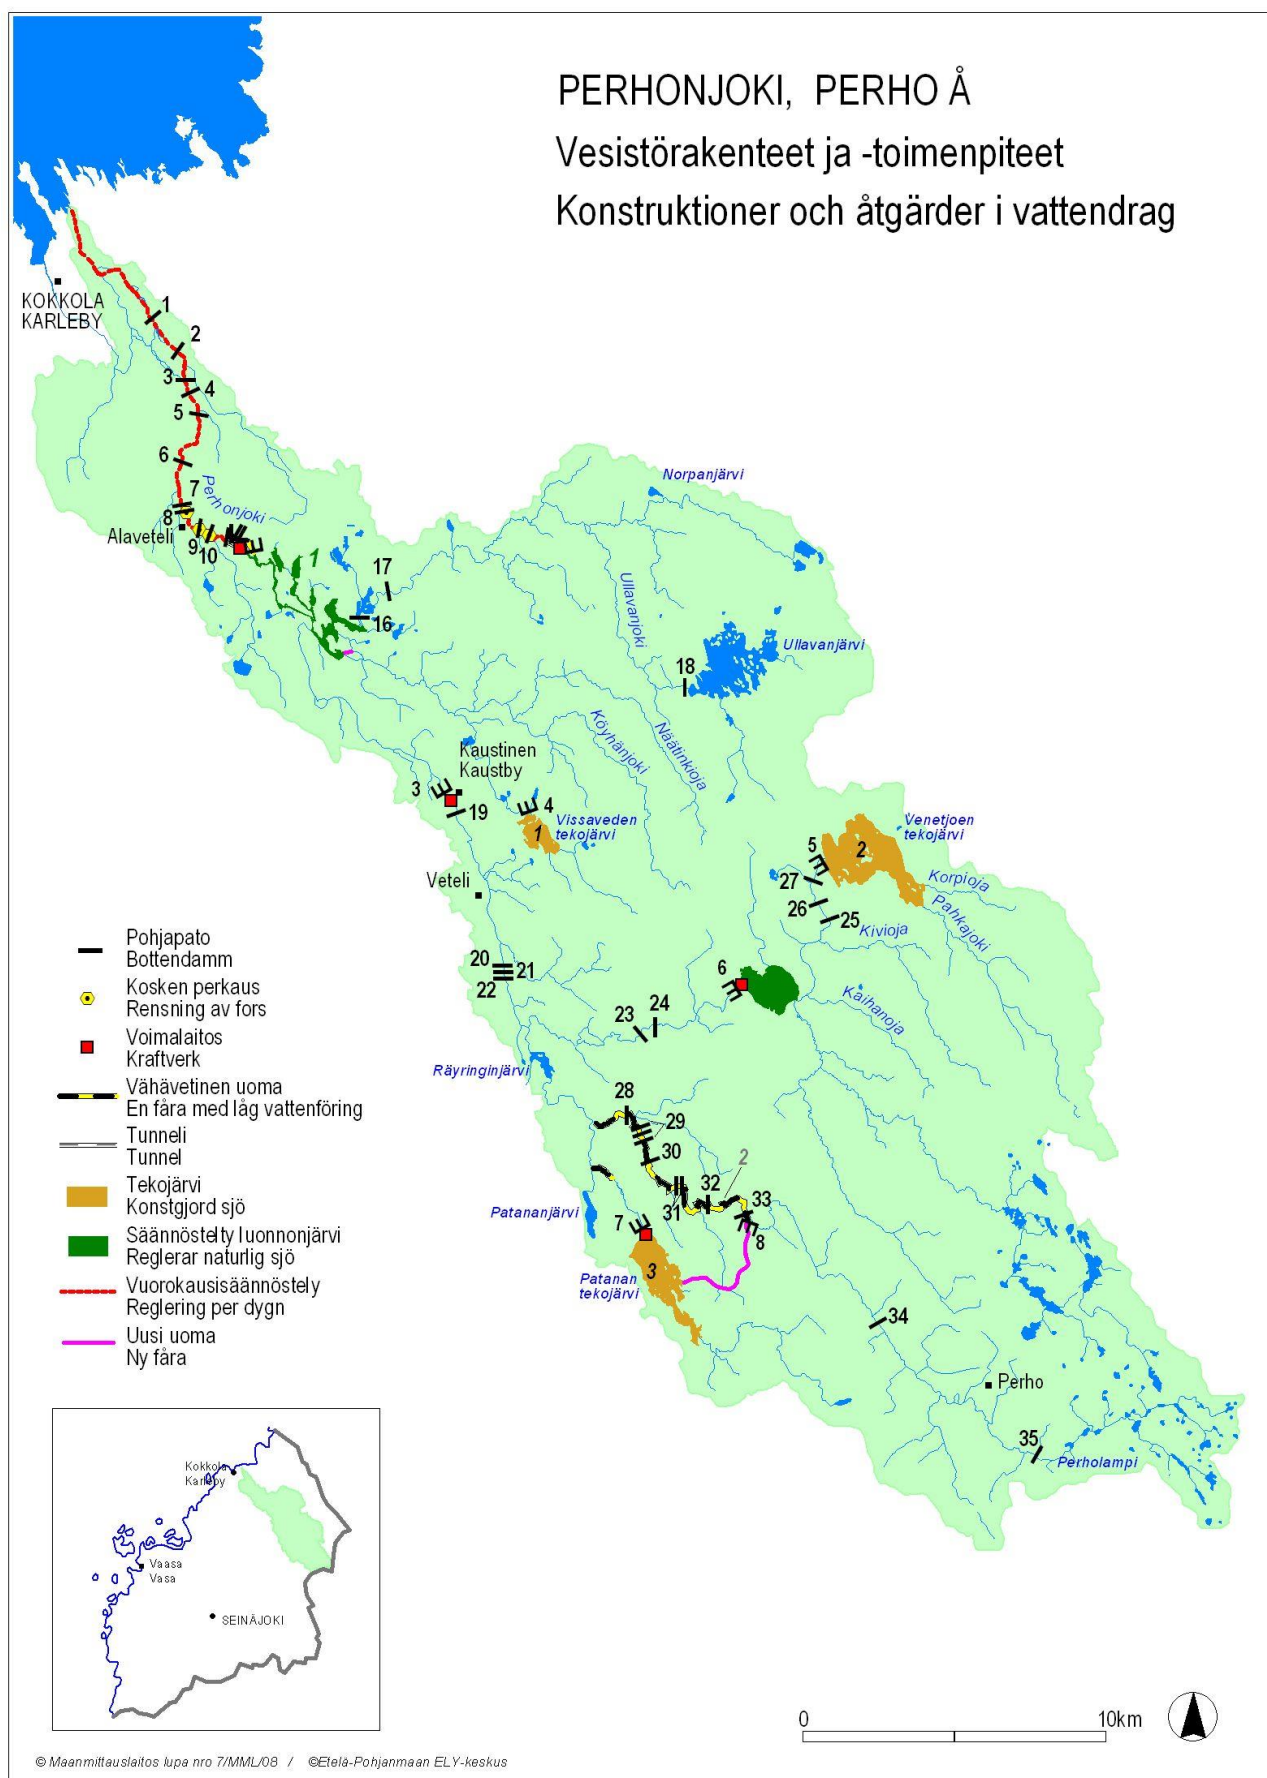 PERHONJOKI, PERHO Å
Vesistörakenteet ja -toimenpiteet
Konstruktioner och åtgärder i vattendrag
KOKKOLA
KARLEBY
1
2
3
4
5
6
7
8
Perhonjoki
Alaveteli
9
10
1
17
16
Norpanjärvi
Ullavanjoki
Ullavanjärvi
18
Köyhänjoki
Näätinkioja
Kaustinen
Kaustby
3
19
4
1
Vissaveden
tekojärvi
Venetjoen
tekojärvi
5
2
27
26
25
Korpioja
Pahkajoki
Kivioja
Veteli
20
21
22
6
Kaihanoja
23
24
Räyringinjärvi
28
29
30
2
32
33
31
8
Patananjärvi
7
3
Patanan
tekojärvi
34
Perho
35
Perholampi
Pohjapato
Bottendamm
Kosken perkaus
Rensning av fors
Voimalaitos
Kraftverk
Vähävetinen uoma
En fåra med låg vattenföring
Tunneli
Tunnel
Tekojärvi
Konstgjord sjö
Säännöstelty luonnonjärvi
Reglerar naturlig sjö
Vuorokausisäännöstely
Reglering per dygn
Uusi uoma
Ny fåra
Kokkola
Karleby
Vaasa
Vasa
SEINÄJOKI
0 10km
© Maanmittauslaitos lupa nro 7/MML/08 / ©Etelä-Pohjanmaan ELY-keskus